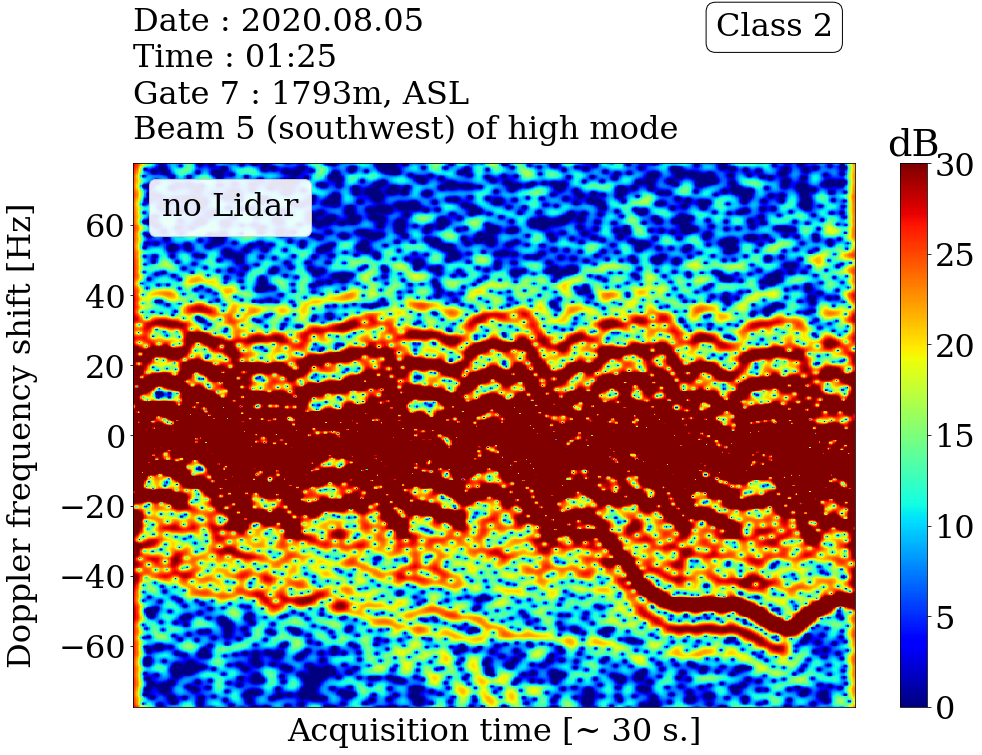 Date : 2020.08.05
Time : 01:25
Gate 7 : 1793m, ASL
Beam 5 (southwest) of high mode
Class 2
dB
no Lidar
Doppler frequency shift [Hz]
60
40
20
0
−20
−40
−60
30
25
20
15
10
5
0
Acquisition time [~ 30 s.]